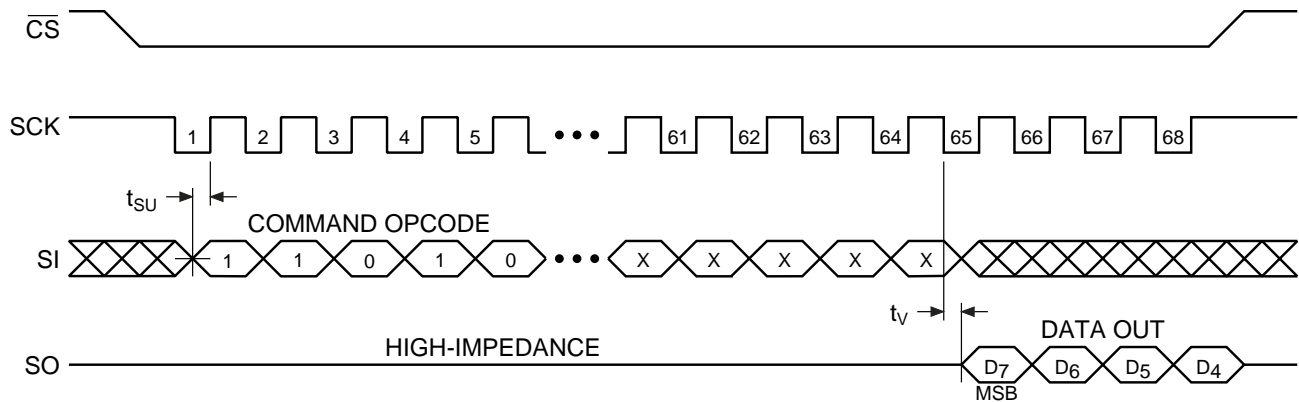 CS
SCK 1 2 3 4 5 ••• 61 62 63 64 65 66 67 68
tSU
COMMAND OPCODE
SI 1 1 0 1 0 ••• X X X X X
tV
DATA OUT
HIGH-IMPEDANCE
SO D7 D6 D5 D4
MSB